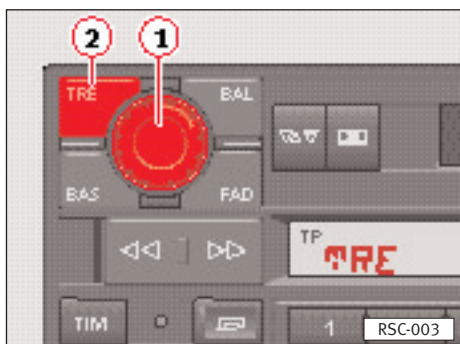 2 1
TRE BAL
BAS FAD
TP
TRE
TIM
1
RSC-003